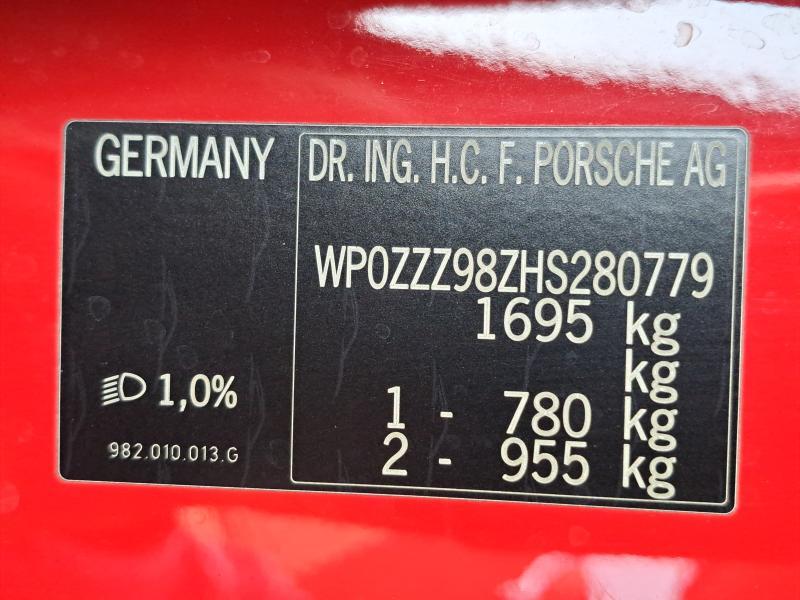 GERMANY
DR. ING. H.C. F. PORSCHE AG
WP0ZZZ98ZHS280779
1695 kg
kg
1 - 780 kg
2 - 955 kg
1,0%
982.010.013.G